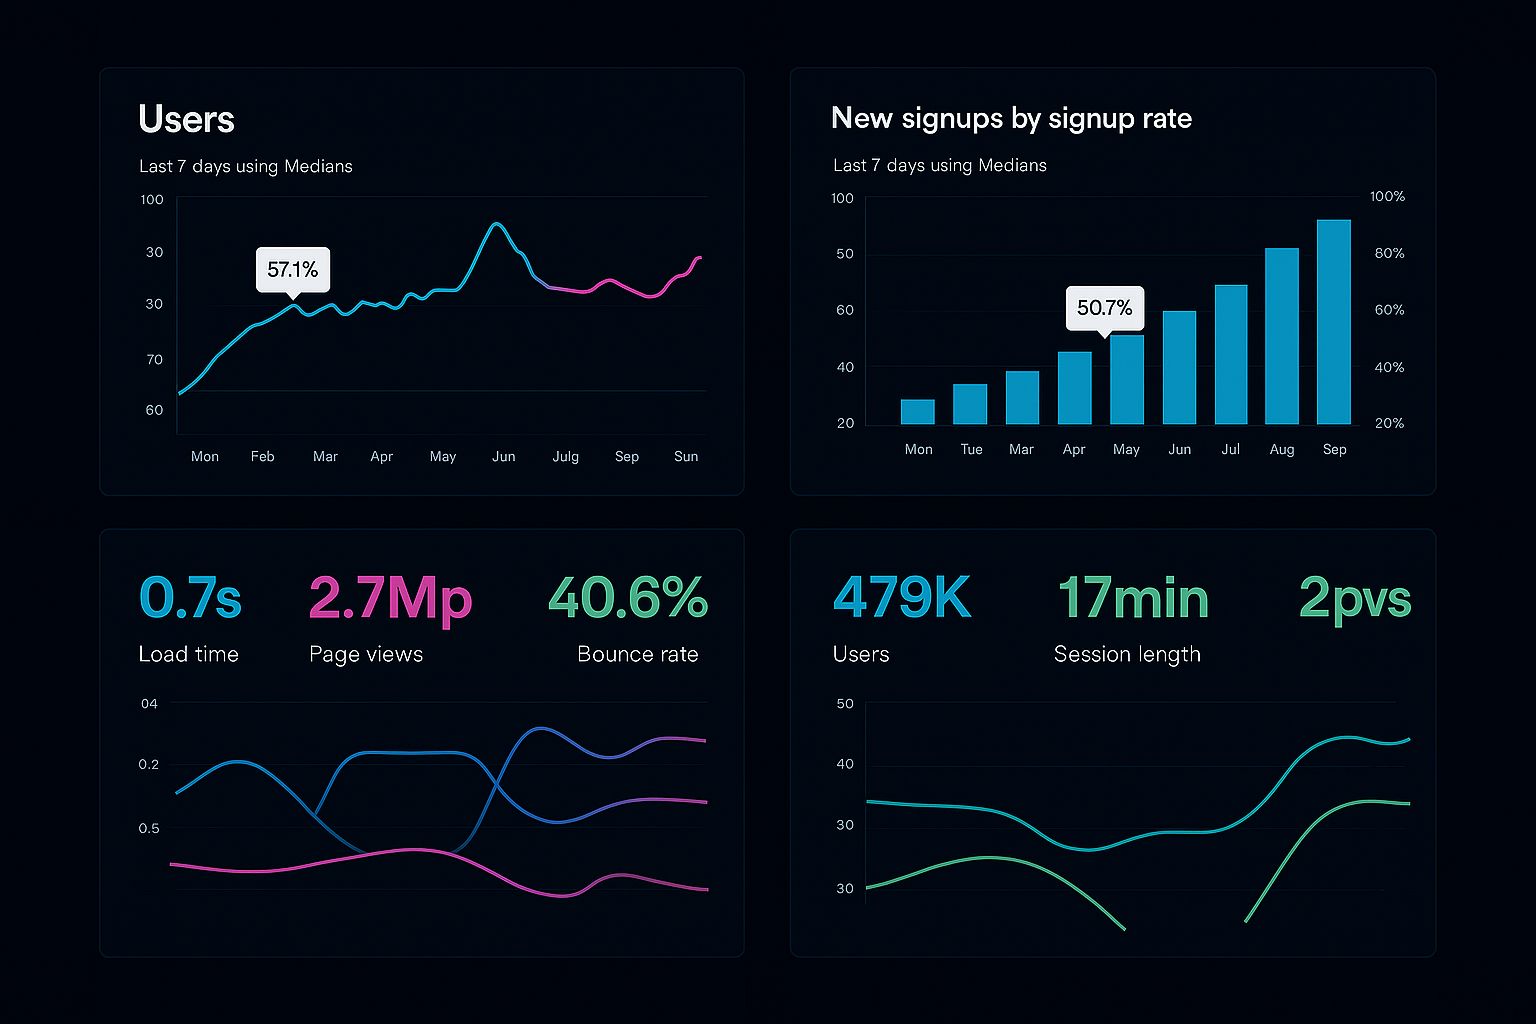 Users
Last 7 days using Medians
100
30
30
70
60
57.1%
Mon Feb Mar Apr May Jun Julg Sep Sun
New signups by signup rate
Last 7 days using Medians
100
50
60
40
20
50.7%
100%
80%
60%
40%
20%
Mon Tue Mar Apr May Jun Jul Aug Sep
0.7s 2.7Mp 40.6%
Load time Page views Bounce rate
04
0.2
0.5
479K 17min 2pvs
Users Session length
50
40
30
30